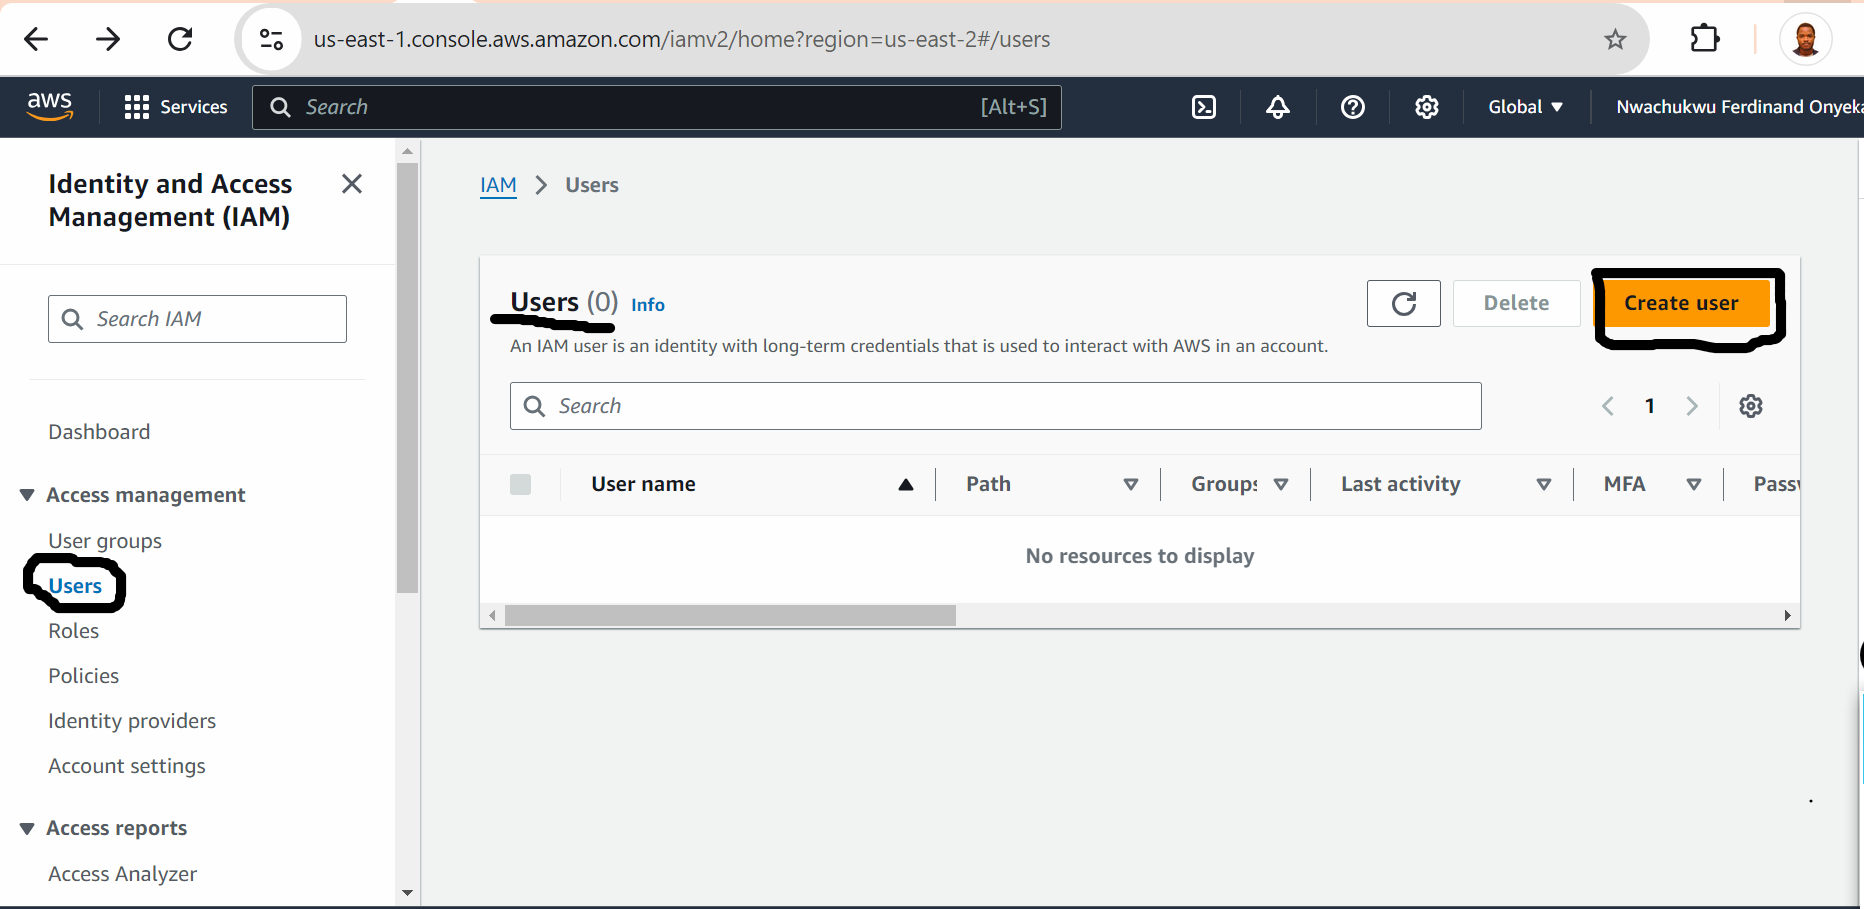 us-east-1.console.aws.amazon.com/iamv2/home?region=us-east-2#/users
aws
Services
Search
[Alt+S]
Global
Nwachukwu Ferdinand
Identity and Access
Management (IAM)
Search IAM
Dashboard
Access management
User groups
Users
Roles
Policies
Identity providers
Account settings
Access reports
Access Analyzer
IAM > Users
Users (0) Info
Delete
Create user
An IAM user is an identity with long-term credentials that is used to interact with AWS in an account.
Search
1
User name
Path
Groups
Last activity
MFA
No resources to display